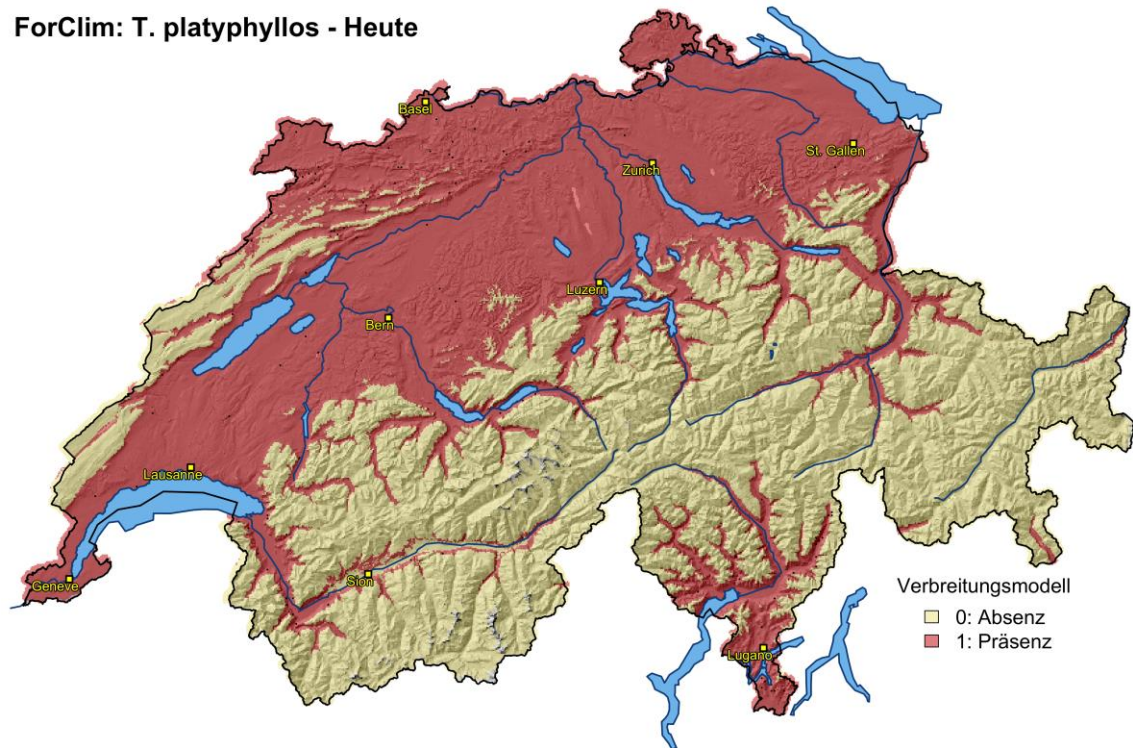 ForClim: T. platyphyllos - Heute
Basel
St. Gallen
Zurich
Luzern
Bern
Lausanne
Geneve
Sion
Lugano
Verbreitungsmodell
0: Absenz
1: Präsenz